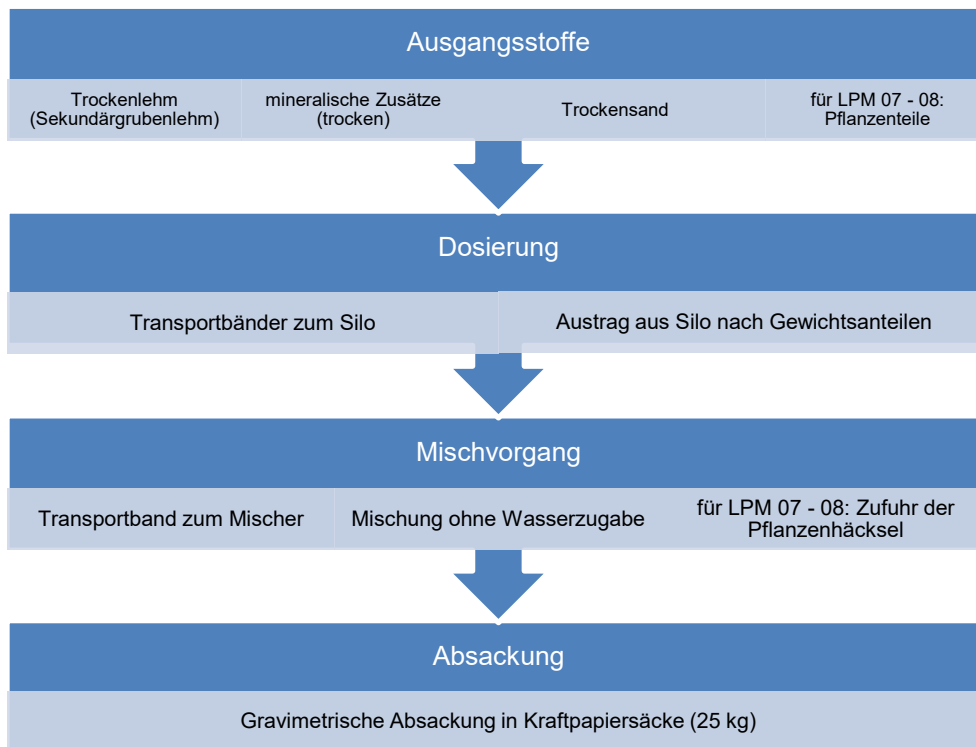 Ausgangsstoffe
Trockenlehm
(Sekundärgrubenlehm)
mineralische Zusätze
(trocken)
Trockensand
für LPM 07 - 08:
Pflanzenteile
Dosierung
Transportbänder zum Silo
Austrag aus Silo nach Gewichtsanteilen
Mischvorgang
Transportband zum Mischer
Mischung ohne Wasserzugabe
für LPM 07 - 08: Zufuhr der
Pflanzenhäcksel
Absackung
Gravimetrische Absackung in Kraftpapiersäcke (25 kg)